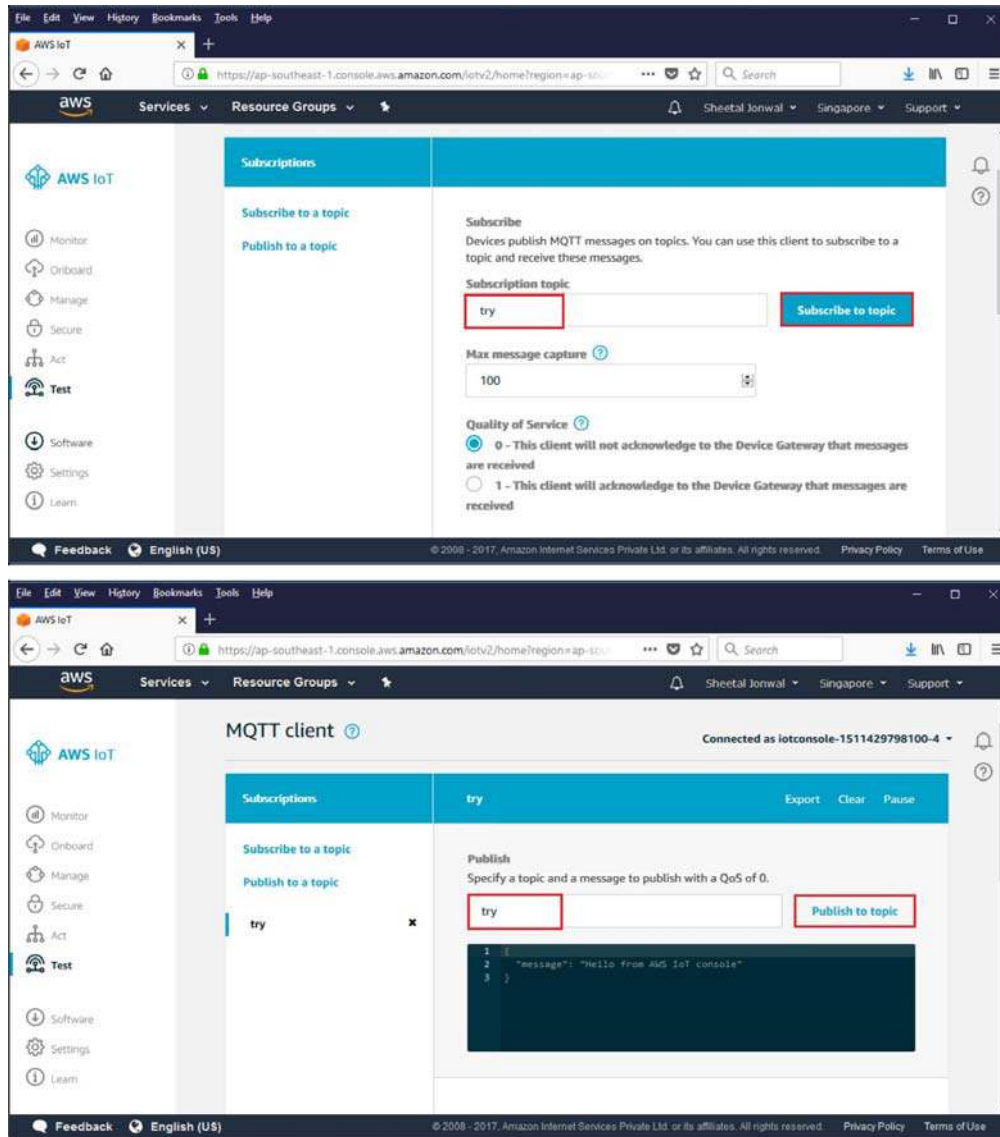 File Edit View History Bookmarks Tools Help
AWS IoT
https://ap-southeast-1.console.aws.amazon.com/iotv2/home?region=ap-sou
Search
aws Services Resource Groups Sheetal Jonwal Singapore Support
AWS IoT
Monitor
Onboard
Manage
Secure
Act
Test
Software
Settings
Learn
Subscriptions
Subscribe to a topic
Publish to a topic
Subscribe
Devices publish MQTT messages on topics. You can use this client to subscribe to a
topic and receive these messages.
Subscription topic
try
Subscribe to topic
Max message capture
100
Quality of Service
0 - This client will not acknowledge to the Device Gateway that messages
are received
1 - This client will acknowledge to the Device Gateway that messages are
received
Feedback English (US) © 2008 - 2017, Amazon Internet Services Private Ltd. or its affiliates. All rights reserved. Privacy Policy Terms of Use
File Edit View History Bookmarks Tools Help
AWS IoT
https://ap-southeast-1.console.aws.amazon.com/iotv2/home?region=ap-sou
Search
aws Services Resource Groups Sheetal Jonwal Singapore Support
AWS IoT
Monitor
Onboard
Manage
Secure
Act
Test
Software
Settings
Learn
MQTT client
Connected as iotconsole-1511429798100-4
Subscriptions
Subscribe to a topic
Publish to a topic
try
try
Export Clear Pause
Publish
Specify a topic and a message to publish with a QoS of 0.
try
Publish to topic
1 {
2 "message": "Hello from AWS IoT console"
3 }
Feedback English (US) © 2008 - 2017, Amazon Internet Services Private Ltd. or its affiliates. All rights reserved. Privacy Policy Terms of Use